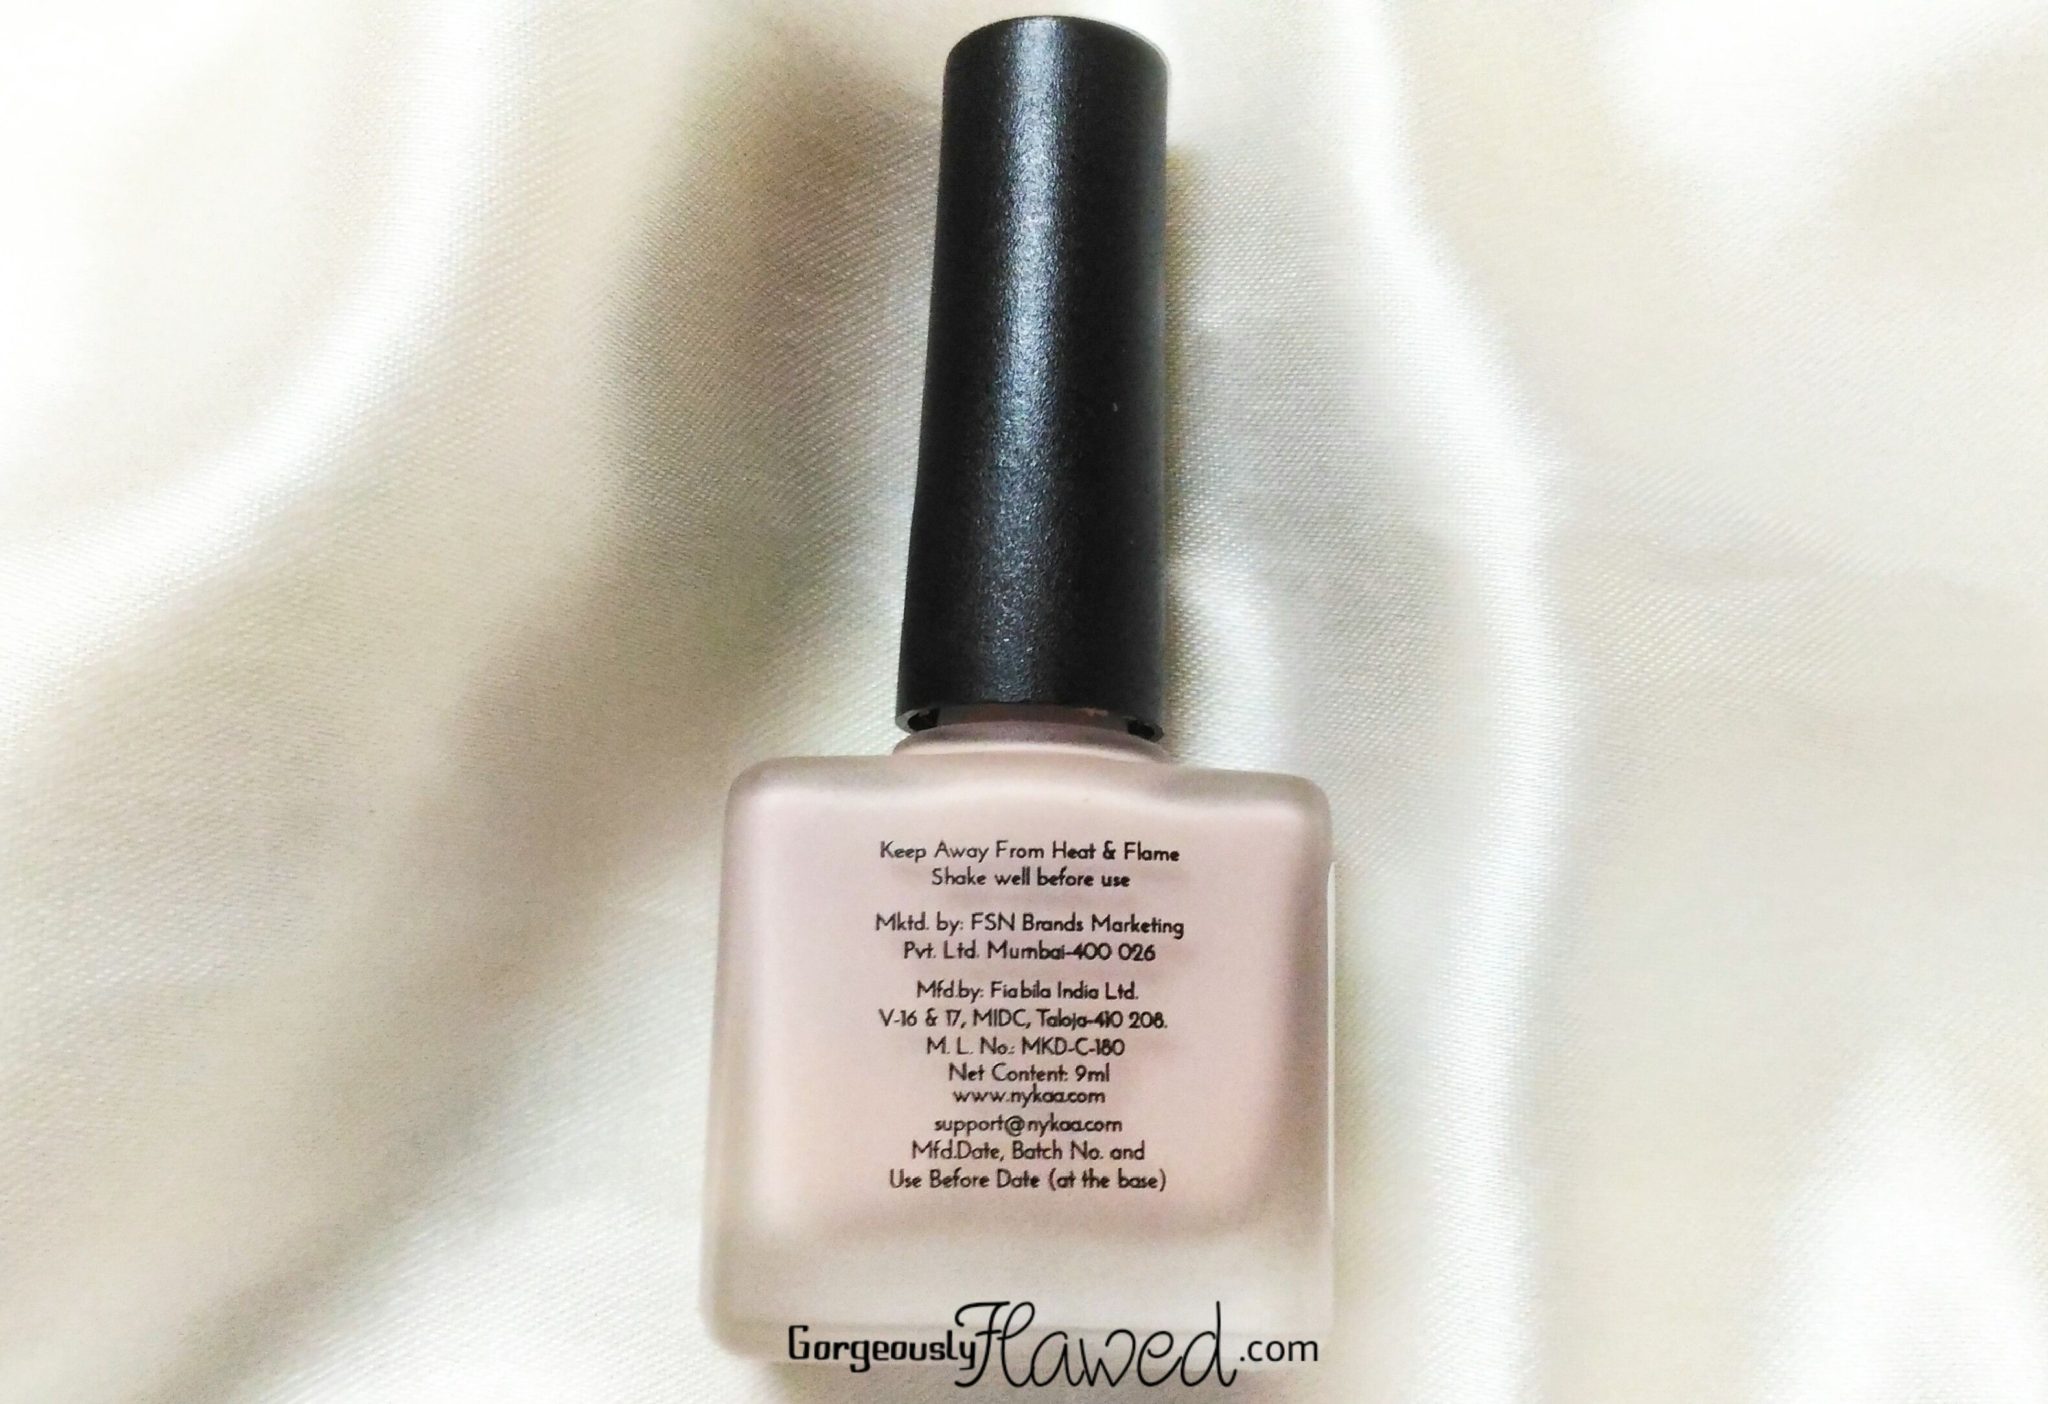 Keep Away From Heat & Flame
Shake well before use
Mktd. by: FSN Brands Marketing
Pvt. Ltd. Mumbai-400 026
Mfd.by: Fiabila India Ltd.
V-16 & 17, MIDC, Taloja-410 208.
M. L. No.: MKD-C-180
Net Content: 9ml
www.nykaa.com
support@nykaa.com
Mfd.Date, Batch No. and
Use Before Date (at the base)
GorgeouslyFlawed.com